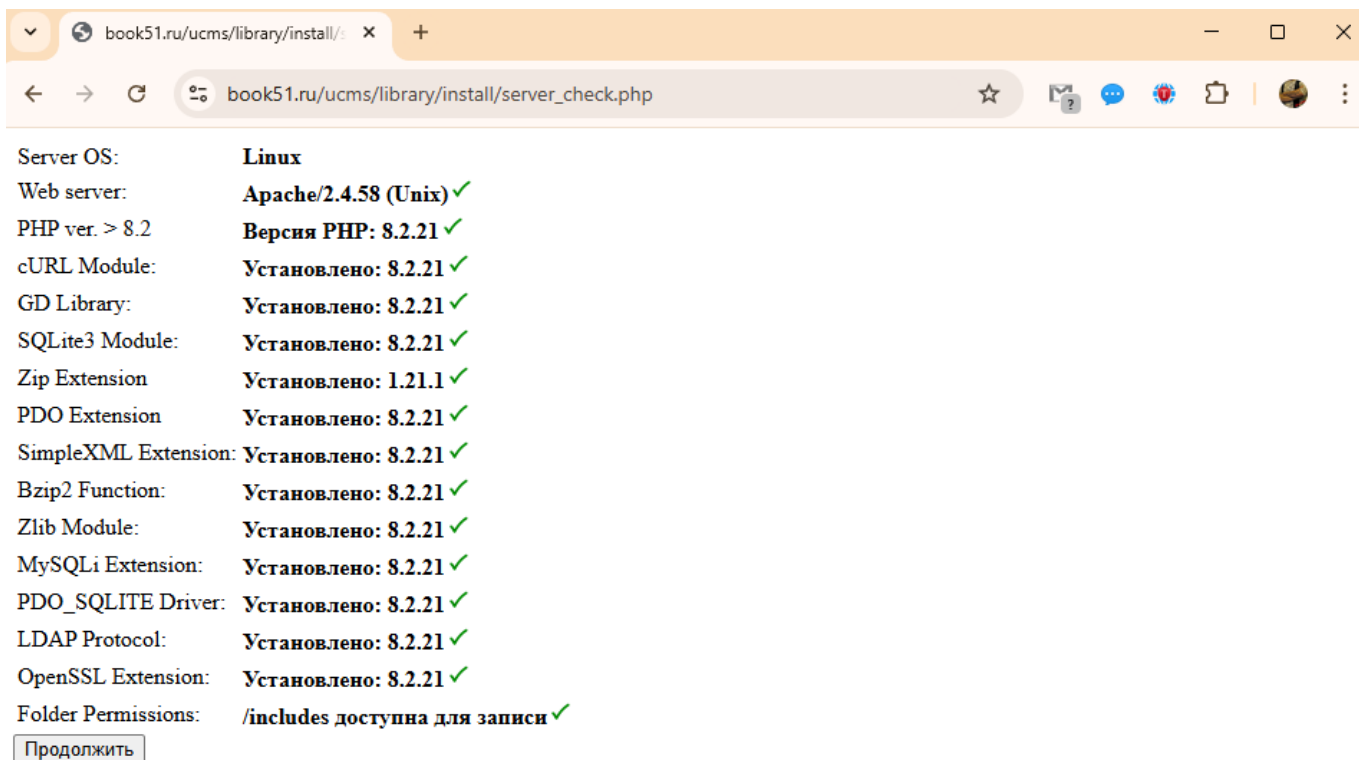 book51.ru/ucms/library/install/s
book51.ru/ucms/library/install/server_check.php
Server OS: Linux
Web server: Apache/2.4.58 (Unix)
PHP ver. > 8.2 Версия PHP: 8.2.21
cURL Module: Установлено: 8.2.21
GD Library: Установлено: 8.2.21
SQLite3 Module: Установлено: 8.2.21
Zip Extension Установлено: 1.21.1
PDO Extension Установлено: 8.2.21
SimpleXML Extension: Установлено: 8.2.21
Bzip2 Function: Установлено: 8.2.21
Zlib Module: Установлено: 8.2.21
MySQLi Extension: Установлено: 8.2.21
PDO_SQLITE Driver: Установлено: 8.2.21
LDAP Protocol: Установлено: 8.2.21
OpenSSL Extension: Установлено: 8.2.21
Folder Permissions: /includes доступна для записи
Продолжить